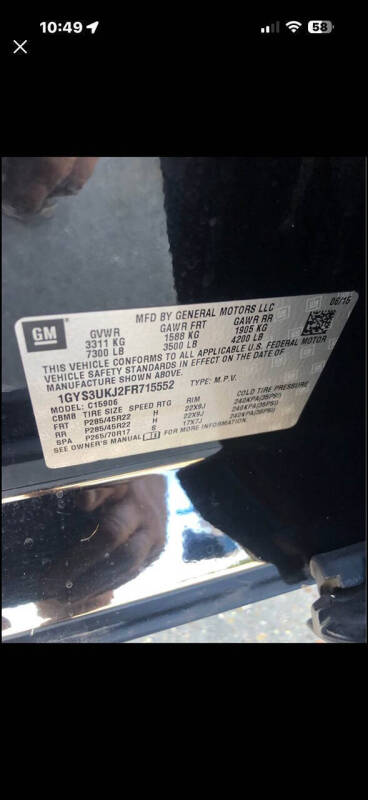 10:49
58
GM
MFD BY GENERAL MOTORS LLC
06/15
GVWR GAWR FRT GAWR RR
3311 KG 1588 KG 1905 KG
7300 LB 3500 LB 4200 LB
THIS VEHICLE CONFORMS TO ALL APPLICABLE U.S. FEDERAL MOTOR
VEHICLE SAFETY STANDARDS IN EFFECT ON THE DATE OF
MANUFACTURE SHOWN ABOVE.
1GYS3UKJ2FR715552 TYPE: M.P.V.
MODEL: C15906
CBMB TIRE SIZE SPEED RTG RIM COLD TIRE PRESSURE
FRT P285/45R22 H 22X9J 240KPA(35PSI)
RR P285/45R22 H 22X9J 240KPA(35PSI)
SPA P265/70R17 S 17X7J 240KPA(35PSI)
SEE OWNER'S MANUAL FOR MORE INFORMATION.